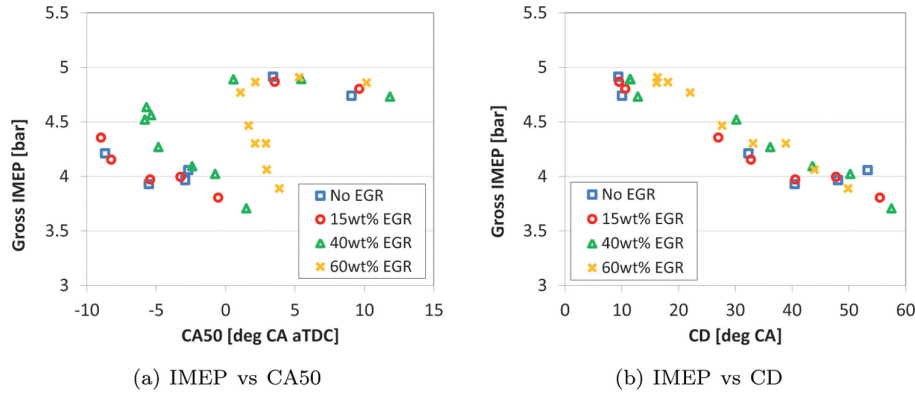 5.5
5
4.5
4
3.5
3
Gross IMEP [bar]
No EGR
15wt% EGR
40wt% EGR
60wt% EGR
-10 -5 0 5 10 15
CA50 [deg CA aTDC]
(a) IMEP vs CA50
5.5
5
4.5
4
3.5
3
Gross IMEP [bar]
No EGR
15wt% EGR
40wt% EGR
60wt% EGR
0 10 20 30 40 50 60
CD [deg CA]
(b) IMEP vs CD